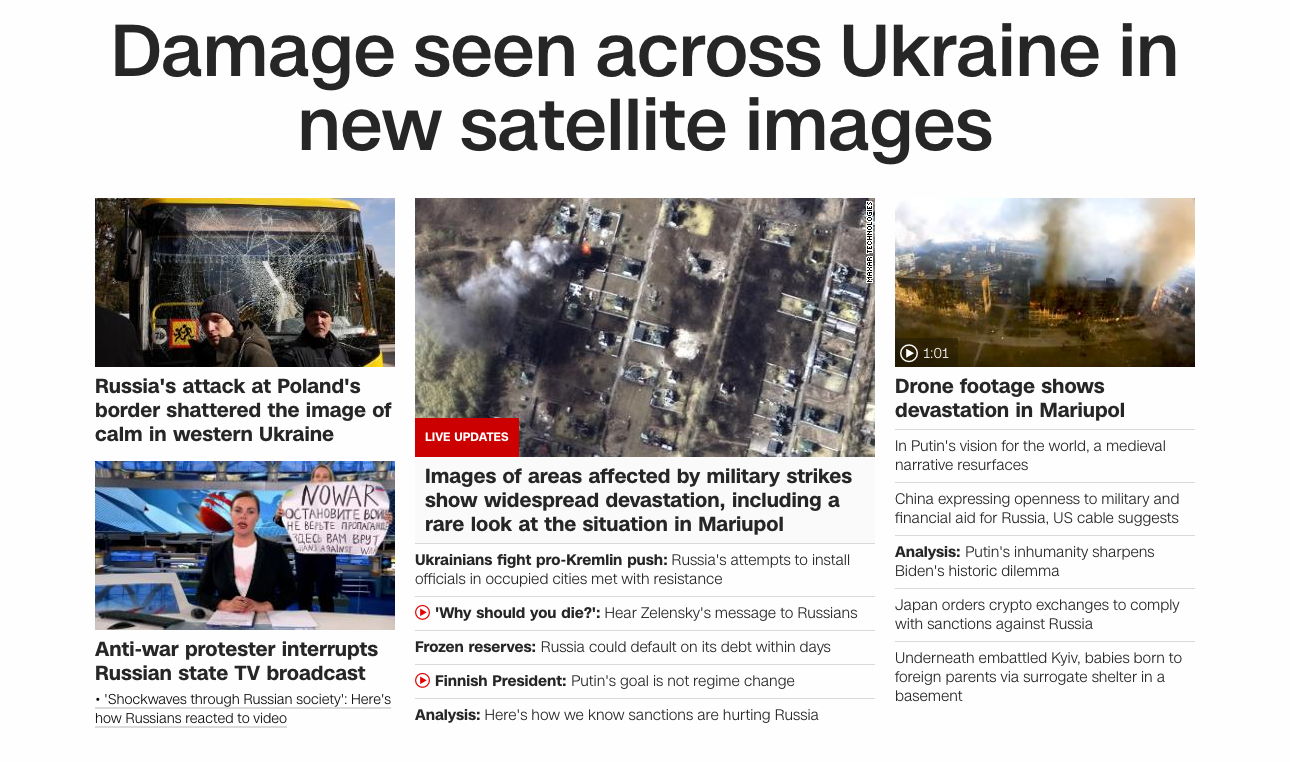 Damage seen across Ukraine in
new satellite images
Russia's attack at Poland's
border shattered the image of
calm in western Ukraine
NO WAR
ОСТАНОВИТЕ ВОЙНУ
НЕ ВЕРЬТЕ ПРОПАГАНДЕ
ЗДЕСЬ ВАМ ВРУТ
Anti-war protester interrupts
Russian state TV broadcast
• 'Shockwaves through Russian society': Here's
how Russians reacted to video
MAXAR TECHNOLOGIES
LIVE UPDATES
Images of areas affected by military strikes
show widespread devastation, including a
rare look at the situation in Mariupol
Ukrainians fight pro-Kremlin push: Russia's attempts to install
officials in occupied cities met with resistance
'Why should you die?': Hear Zelensky's message to Russians
Frozen reserves: Russia could default on its debt within days
Finnish President: Putin's goal is not regime change
Analysis: Here's how we know sanctions are hurting Russia
1:01
Drone footage shows
devastation in Mariupol
In Putin's vision for the world, a medieval
narrative resurfaces
China expressing openness to military and
financial aid for Russia, US cable suggests
Analysis: Putin's inhumanity sharpens
Biden's historic dilemma
Japan orders crypto exchanges to comply
with sanctions against Russia
Underneath embattled Kyiv, babies born to
foreign parents via surrogate shelter in a
basement